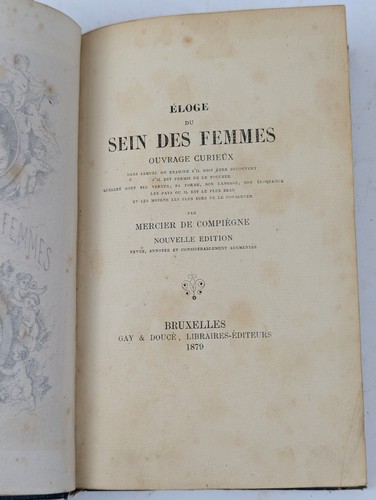 ÉLOGE
DU
SEIN DES FEMMES
OUVRAGE CURIEUX
DANS LEQUEL ON EXAMINE S'IL DOIT ÊTRE DÉCOUVERT
S'IL EST PERMIS DE LE TOUCHER
QUELLES SONT SES VERTUS, SA FORME, SON LANGAGE, SON ÉLOQUENCE
LES PAYS OÙ IL EST LE PLUS BEAU
ET LES MOYENS LES PLUS SÛRS DE LE CONSERVER
PAR
MERCIER DE COMPIÈGNE
NOUVELLE EDITION
REVUE, ANNOTÉE ET CONSIDÉRABLEMENT AUGMENTÉE
BRUXELLES
GAY & DOUCÉ, LIBRAIRES-ÉDITEURS
1879
FEMMES